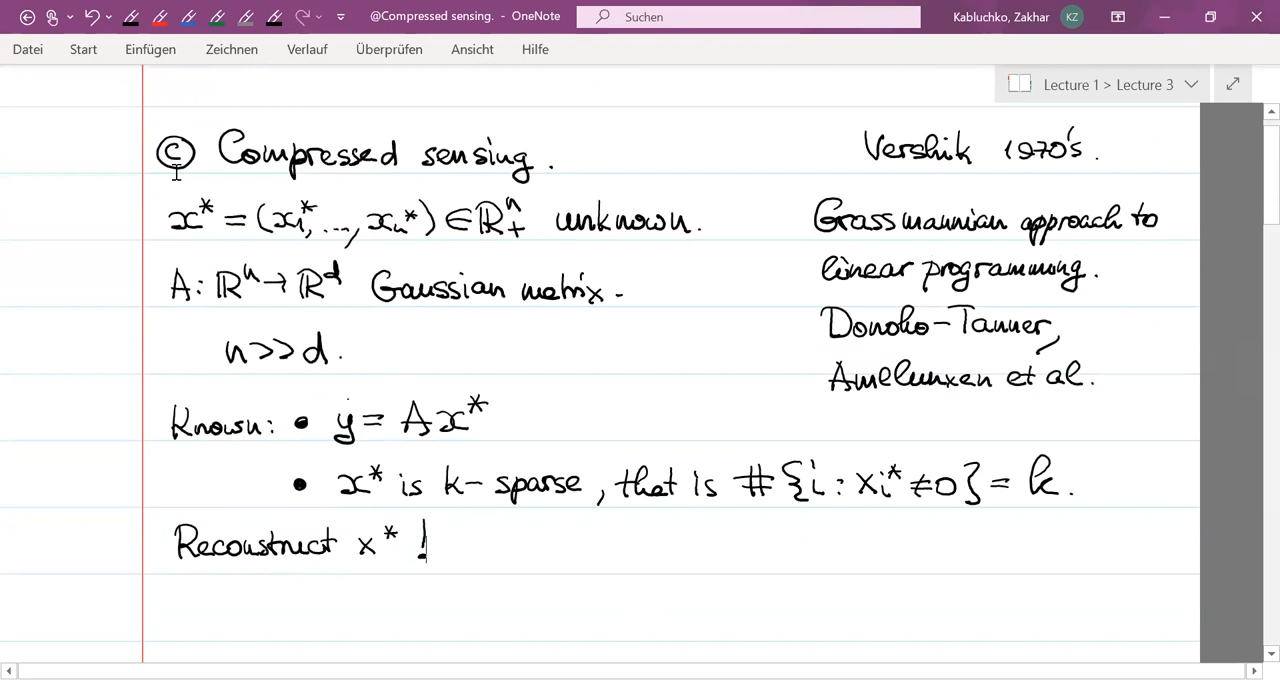 @Compressed sensing. - OneNote
Suchen
Kabluchko, Zakhar
KZ
Datei Start Einfügen Zeichnen Verlauf Überprüfen Ansicht Hilfe
Lecture 1 > Lecture 3
Ⓒ Compressed sensing.
x* = (x₁*, ..., xₙ*) ∈ ℝ₊ⁿ unknown.
A: ℝⁿ → ℝᵈ Gaussian matrix.
n >> d.
Known: • y = Ax*
• x* is k-sparse, that is #{i : xᵢ* ≠ 0} = k.
Reconstruct x* !
Vershik 1970's.
Grassmannian approach to
linear programming.
Donoho-Tanner,
Amelunxen et al.